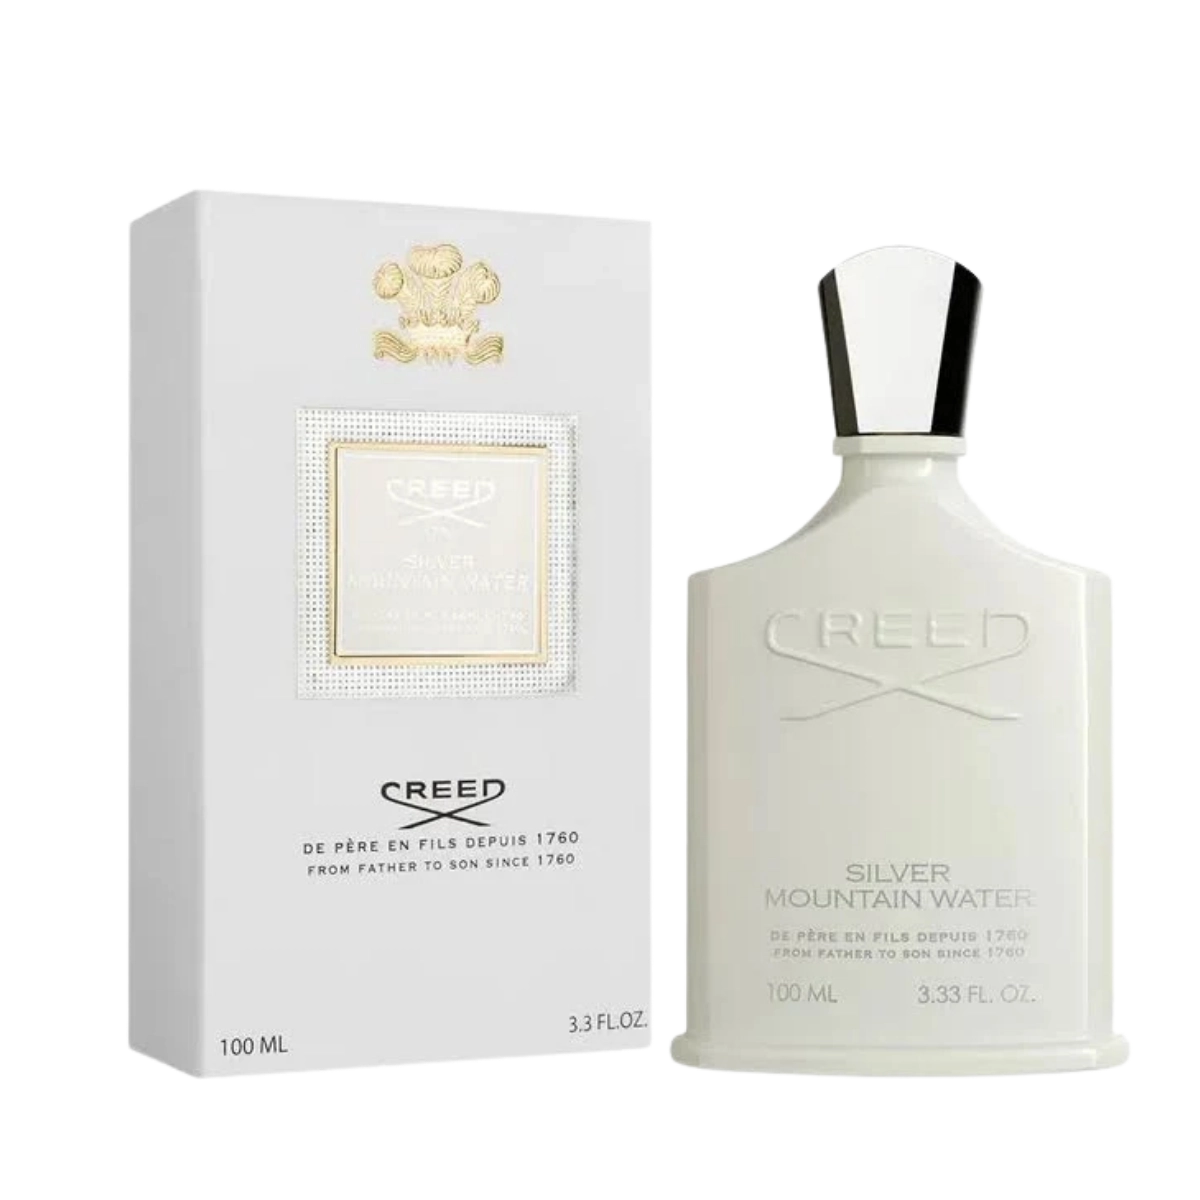 CREED
SILVER
MOUNTAIN WATER
CREED
DE PÈRE EN FILS DEPUIS 1760
FROM FATHER TO SON SINCE 1760
100 ML
3.3 FL.OZ.
CREED
SILVER
MOUNTAIN WATER
DE PÈRE EN FILS DEPUIS 1760
FROM FATHER TO SON SINCE 1760
100 ML
3.33 FL. OZ.